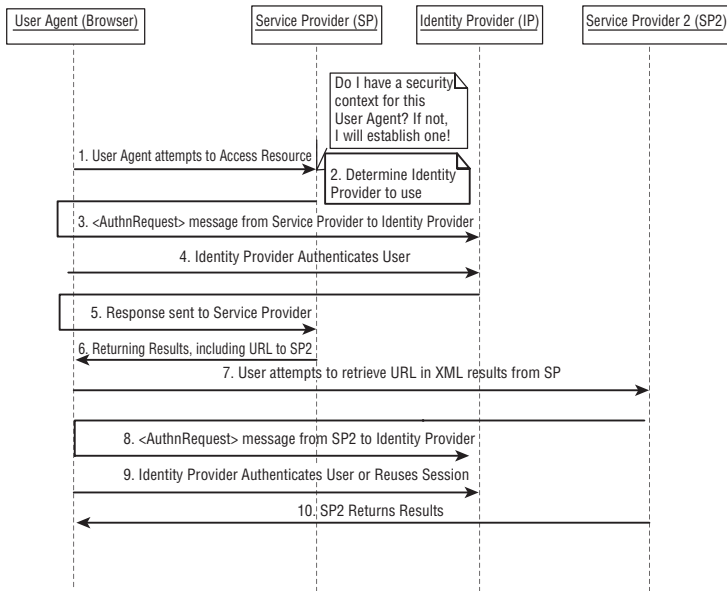 User Agent (Browser)
Service Provider (SP)
Identity Provider (IP)
Service Provider 2 (SP2)
Do I have a security
context for this
User Agent? If not,
I will establish one!
1. User Agent attempts to Access Resource
2. Determine Identity
Provider to use
3. <AuthnRequest> message from Service Provider to Identity Provider
4. Identity Provider Authenticates User
5. Response sent to Service Provider
6. Returning Results, including URL to SP2
7. User attempts to retrieve URL in XML results from SP
8. <AuthnRequest> message from SP2 to Identity Provider
9. Identity Provider Authenticates User or Reuses Session
10. SP2 Returns Results